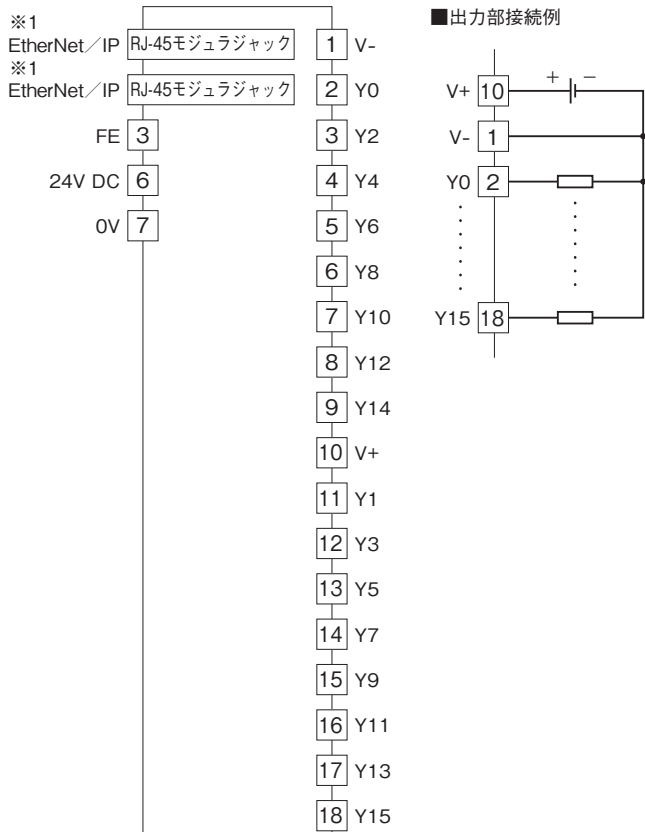 ※1
EtherNet／IP RJ-45モジュラジャック
※1
EtherNet／IP RJ-45モジュラジャック
FE 3
24V DC 6
0V 7
1 V-
2 Y0
3 Y2
4 Y4
5 Y6
6 Y8
7 Y10
8 Y12
9 Y14
10 V+
11 Y1
12 Y3
13 Y5
14 Y7
15 Y9
16 Y11
17 Y13
18 Y15
■出力部接続例
V+ 10 + −
V- 1
Y0 2
Y15 18